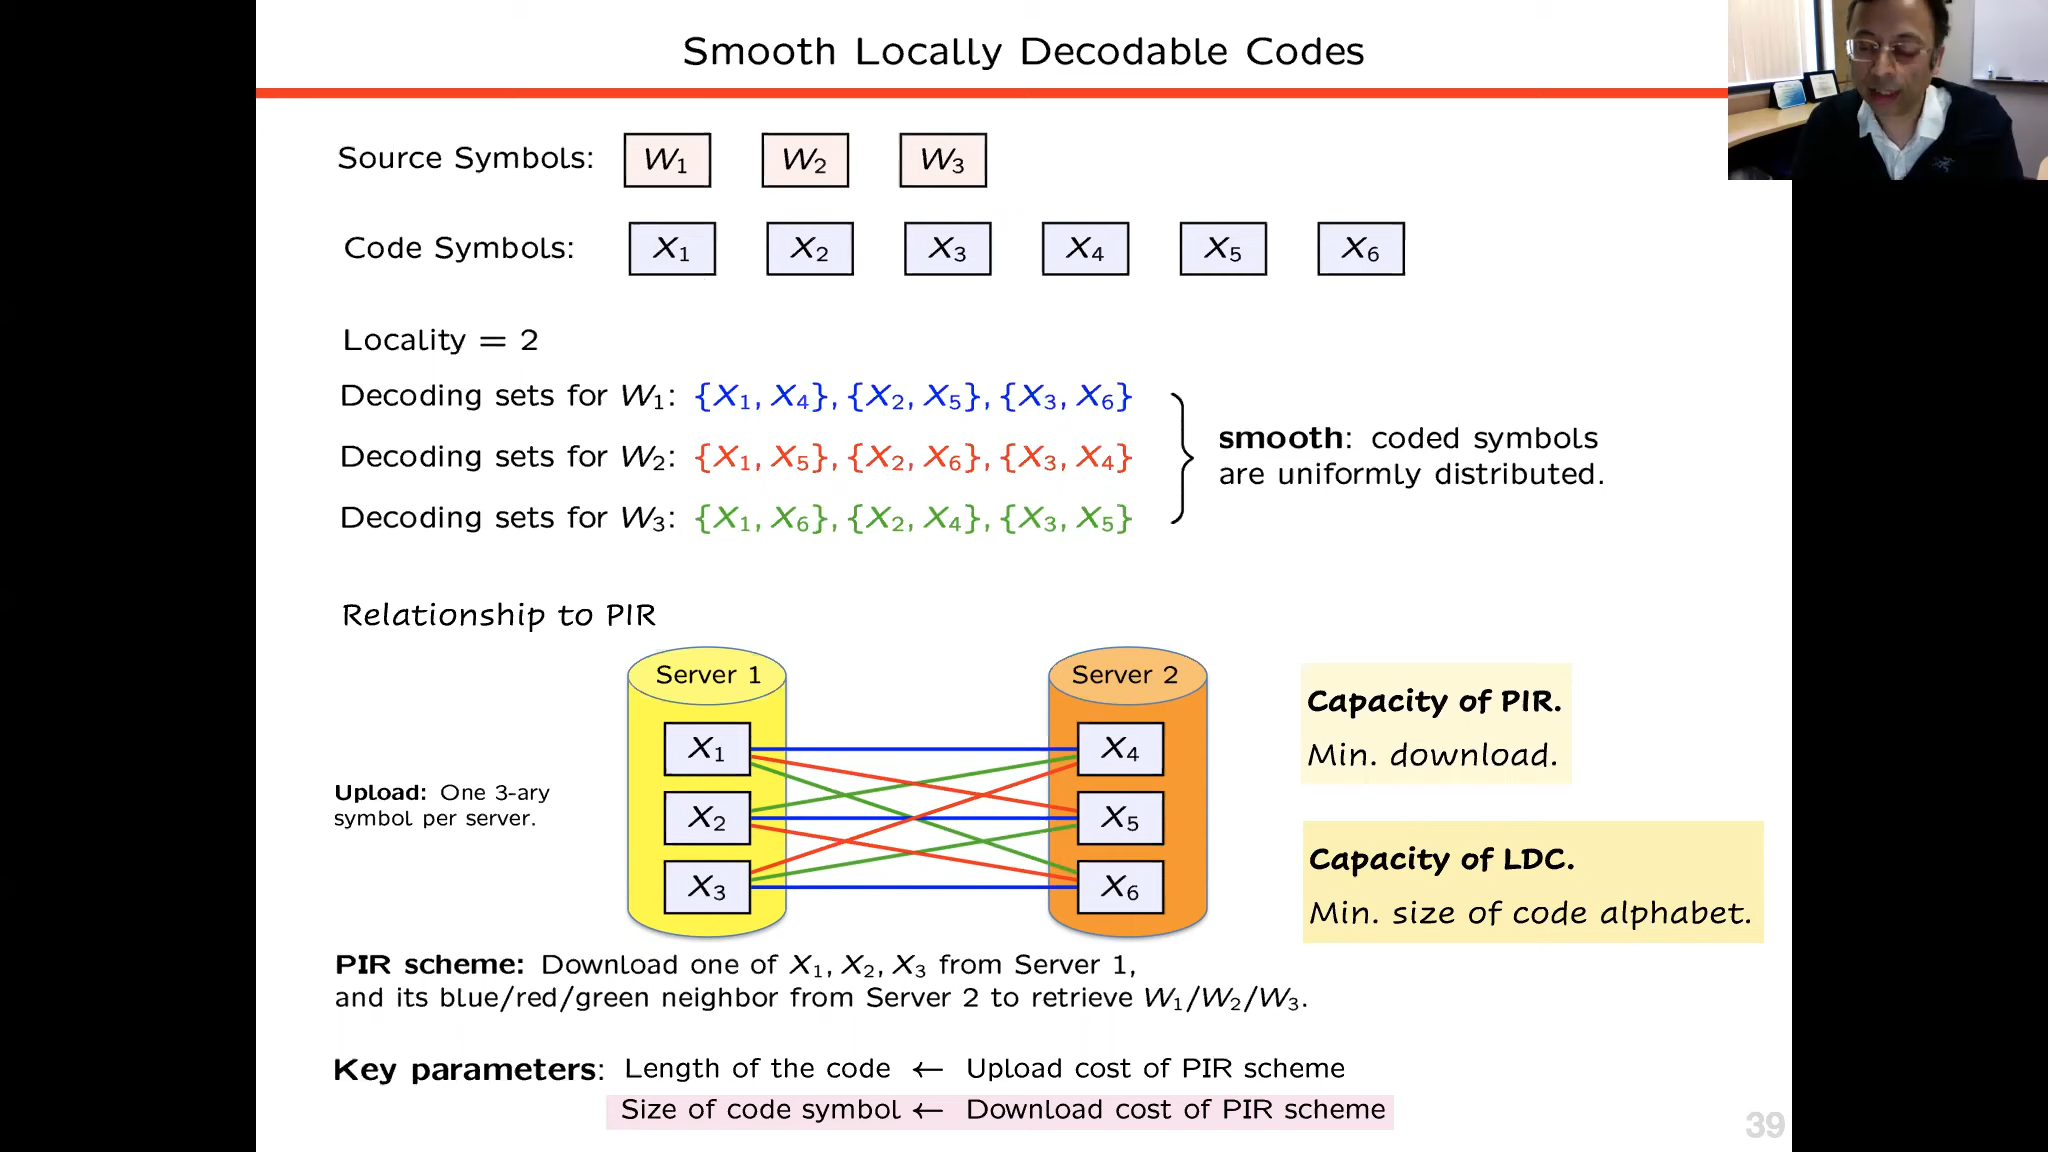 Smooth Locally Decodable Codes
Source Symbols: W₁ W₂ W₃
Code Symbols: X₁ X₂ X₃ X₄ X₅ X₆
Locality = 2
Decoding sets for W₁: {X₁, X₄}, {X₂, X₅}, {X₃, X₆}
Decoding sets for W₂: {X₁, X₅}, {X₂, X₆}, {X₃, X₄}
Decoding sets for W₃: {X₁, X₆}, {X₂, X₄}, {X₃, X₅}
smooth: coded symbols
are uniformly distributed.
Relationship to PIR
Server 1
X₁
X₂
X₃
Server 2
X₄
X₅
X₆
Upload: One 3-ary
symbol per server.
Capacity of PIR.
Min. download.
Capacity of LDC.
Min. size of code alphabet.
PIR scheme: Download one of X₁, X₂, X₃ from Server 1,
and its blue/red/green neighbor from Server 2 to retrieve W₁/W₂/W₃.
Key parameters: Length of the code ← Upload cost of PIR scheme
Size of code symbol ← Download cost of PIR scheme
39